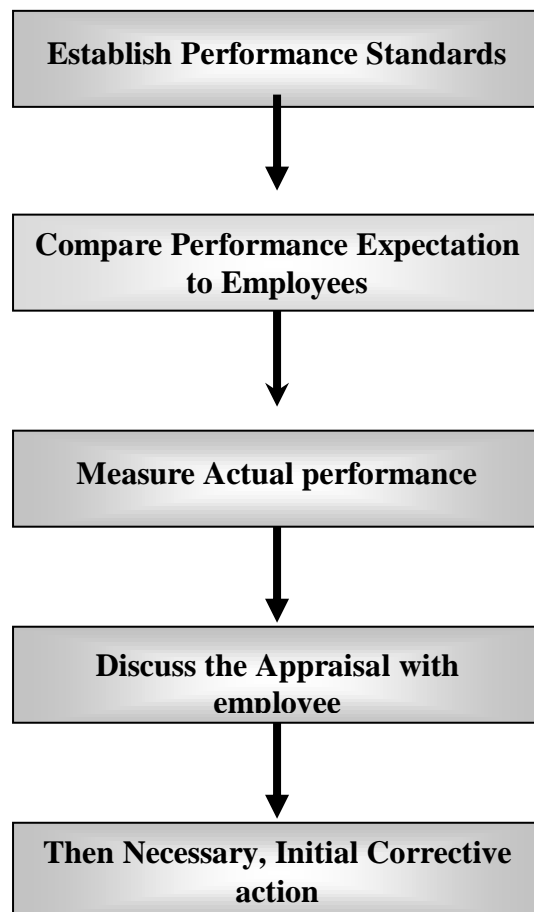 Establish Performance Standards
Compare Performance Expectation
to Employees
Measure Actual performance
Discuss the Appraisal with
employee
Then Necessary, Initial Corrective
action